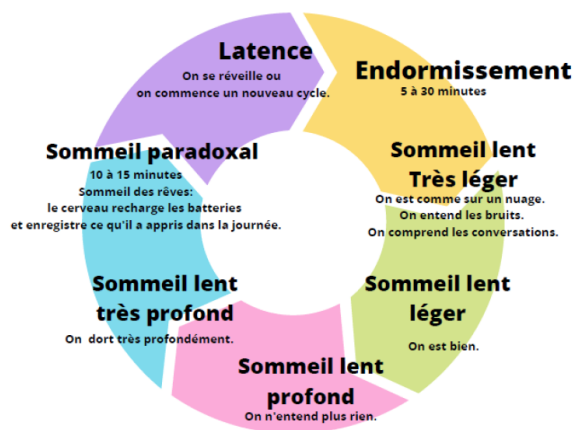 Latence
On se réveille ou
on commence un nouveau cycle.
Endormissement
5 à 30 minutes
Sommeil lent
Très léger
On est comme sur un nuage.
On entend les bruits.
On comprend les conversations.
Sommeil lent
léger
On est bien.
Sommeil lent
profond
On n'entend plus rien.
Sommeil lent
très profond
On dort très profondément.
Sommeil paradoxal
10 à 15 minutes
Sommeil des rêves:
le cerveau recharge les batteries
et enregistre ce qu'il a appris dans la journée.